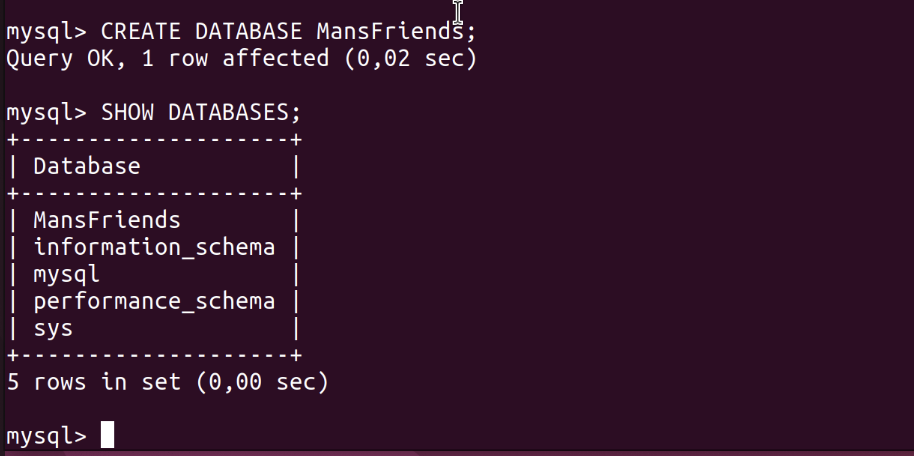 mysql> CREATE DATABASE MansFriends;
Query OK, 1 row affected (0,02 sec)
mysql> SHOW DATABASES;
+--------------------+
| Database           |
+--------------------+
| MansFriends        |
| information_schema |
| mysql              |
| performance_schema |
| sys                |
+--------------------+
5 rows in set (0,00 sec)
mysql>